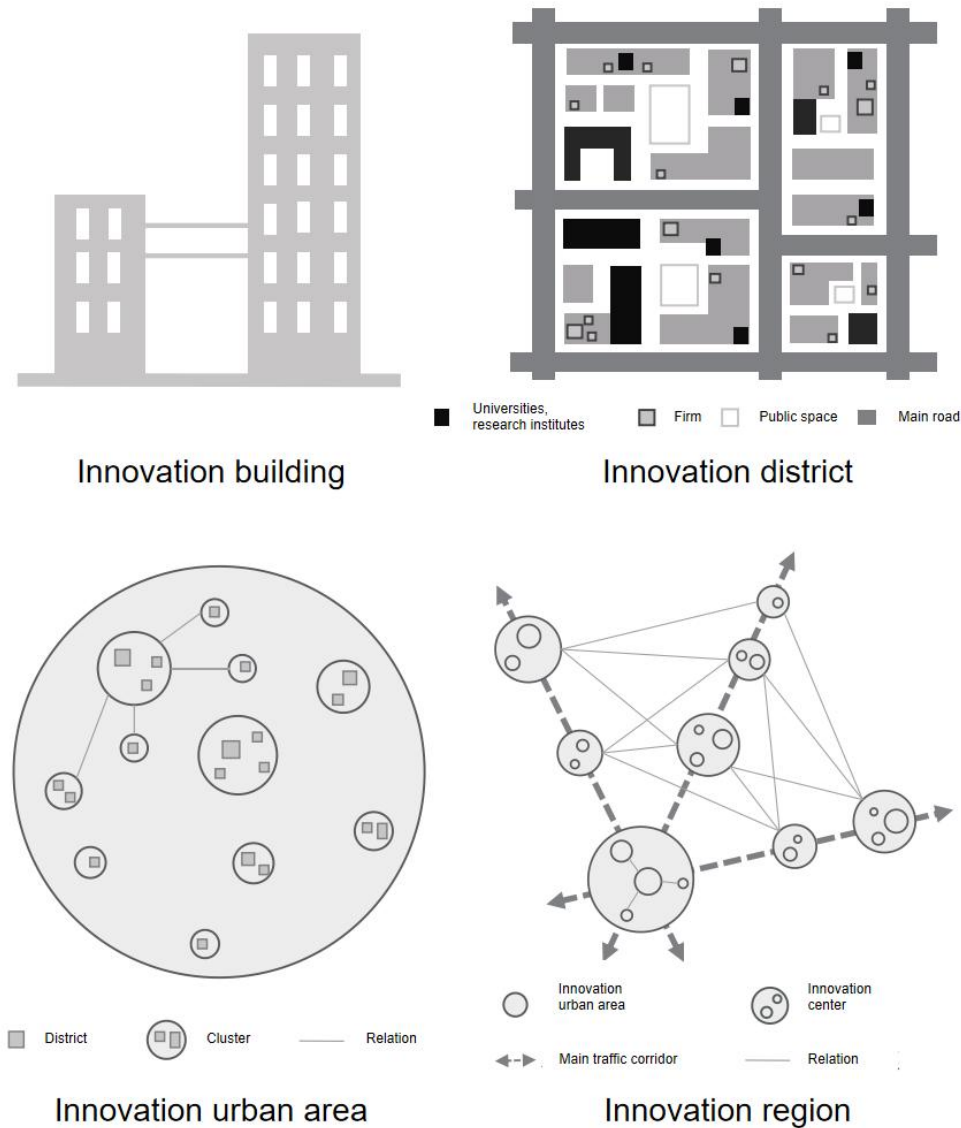 Universities,
research institutes
Firm
Public space
Main road
Innovation building
Innovation district
District
Cluster
Relation
Innovation
urban area
Innovation
center
Main traffic corridor
Relation
Innovation urban area
Innovation region